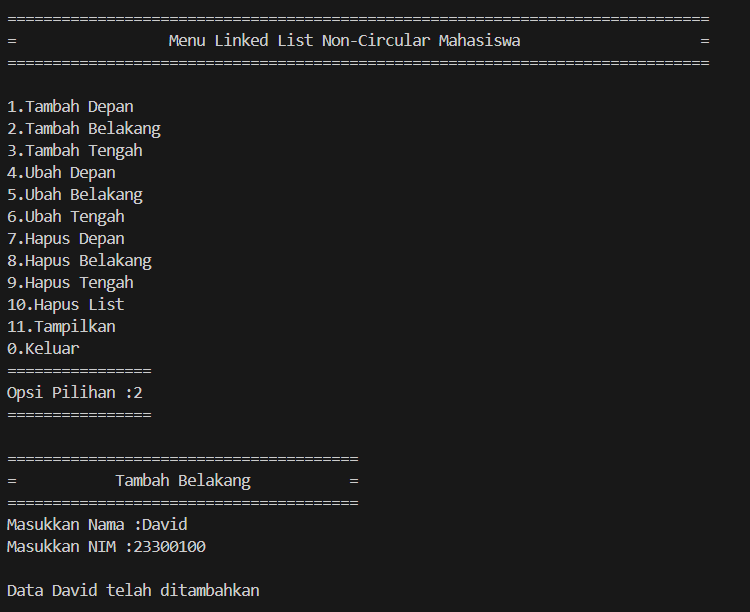 ==============================================================================
=                 Menu Linked List Non-Circular Mahasiswa                    =
==============================================================================
1.Tambah Depan
2.Tambah Belakang
3.Tambah Tengah
4.Ubah Depan
5.Ubah Belakang
6.Ubah Tengah
7.Hapus Depan
8.Hapus Belakang
9.Hapus Tengah
10.Hapus List
11.Tampilkan
0.Keluar
================
Opsi Pilihan :2
================
=======================================
=           Tambah Belakang           =
=======================================
Masukkan Nama :David
Masukkan NIM :23300100
Data David telah ditambahkan